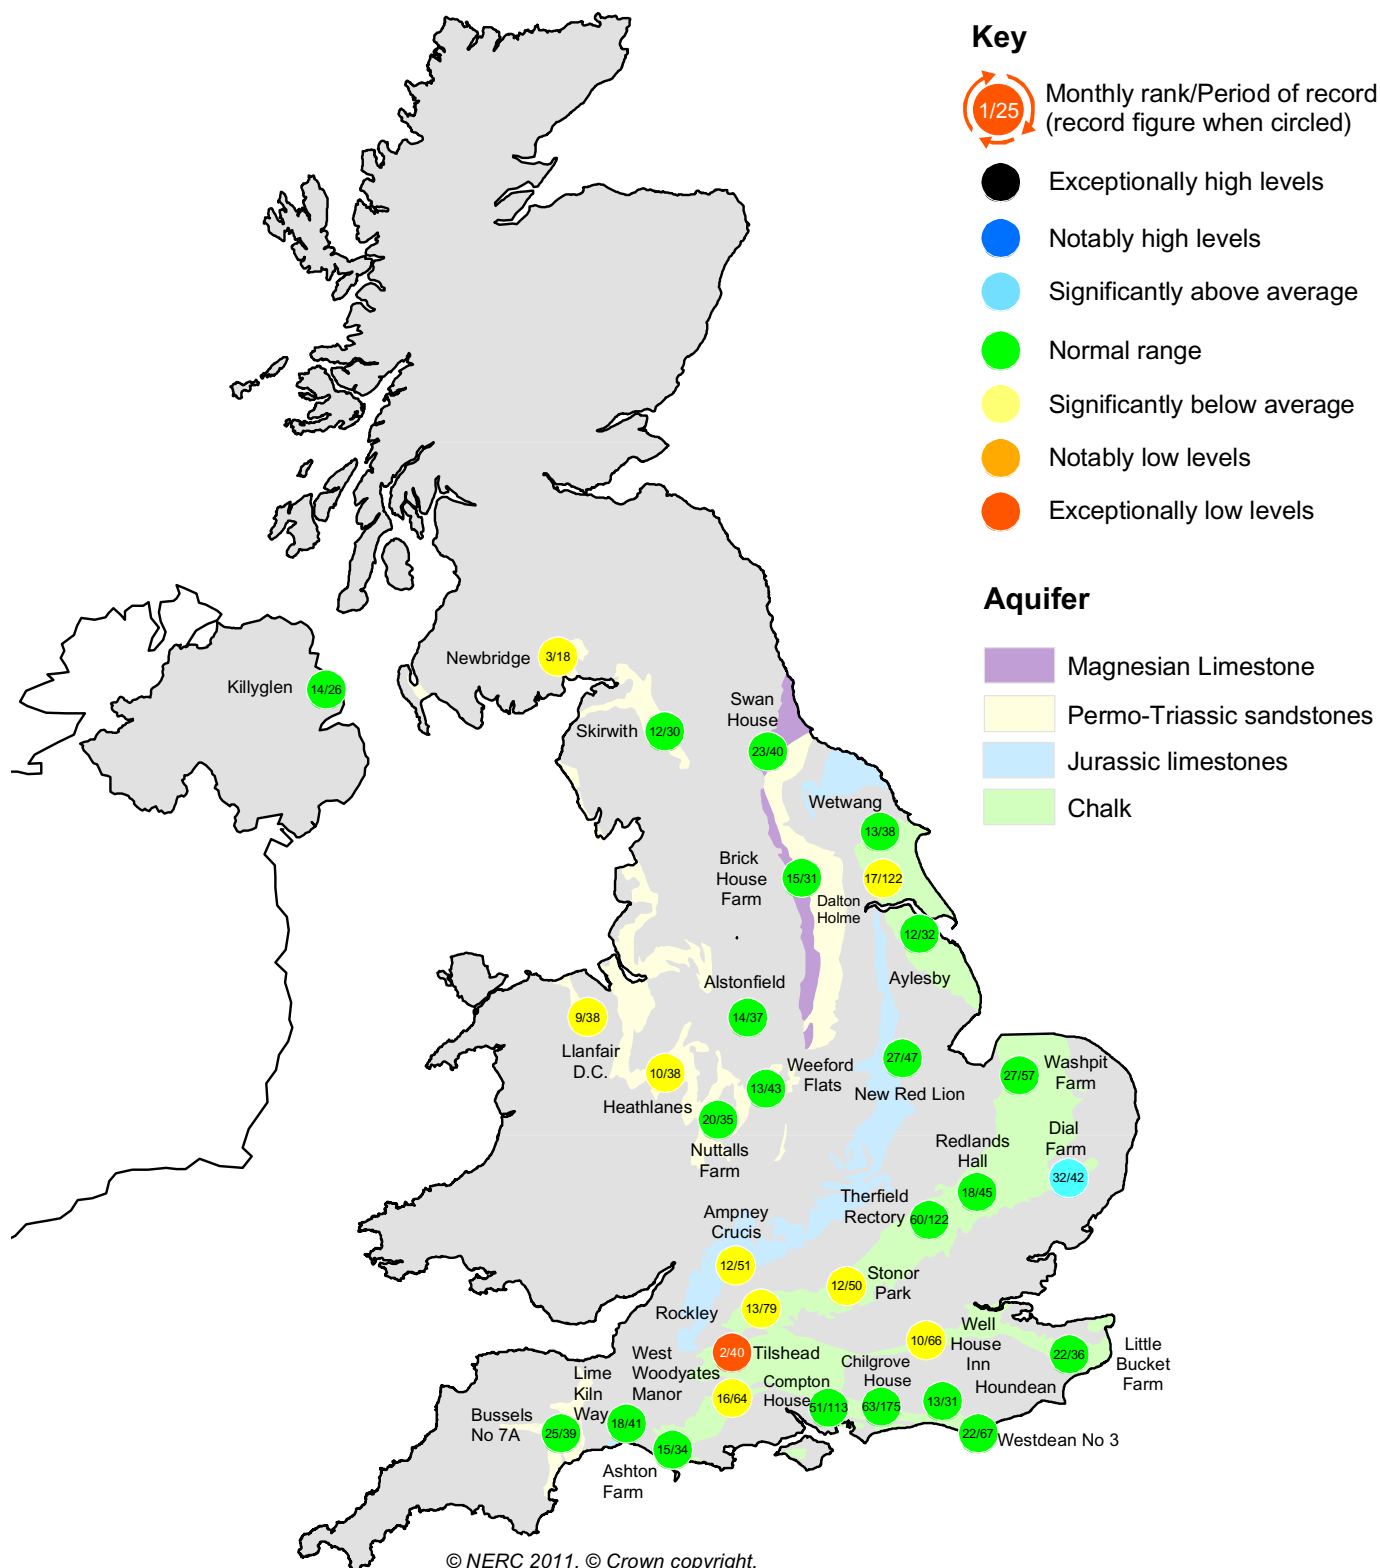 Key
1/25
Monthly rank/Period of record
(record figure when circled)
Exceptionally high levels
Notably high levels
Significantly above average
Normal range
Significantly below average
Notably low levels
Exceptionally low levels
Aquifer
Magnesian Limestone
Permo-Triassic sandstones
Jurassic limestones
Chalk
Newbridge
3/18
Killyglen
14/26
Skirwith
12/30
Swan
House
23/40
Wetwang
13/38
Brick
House
Farm
15/31
17/122
Dalton
Holme
12/32
Aylesby
Alstonfield
14/37
9/38
Llanfair
D.C.
10/38
Heathlanes
Weeford
Flats
13/43
20/35
Nuttalls
Farm
27/47
New Red Lion
27/57
Washpit
Farm
Dial
Farm
32/42
Redlands
Hall
18/45
Therfield
Rectory
60/122
Ampney
Crucis
12/51
Stonor
Park
12/50
Rockley
13/79
2/40
Tilshead
West
Woodyates
Manor
16/64
10/66
Well
House
Inn
22/36
Little
Bucket
Farm
Chilgrove
House
63/175
Compton
House
51/113
Houndean
13/31
22/67
Westdean No 3
Lime
Kiln
Way
18/41
Bussels
No 7A
25/39
15/34
Ashton
Farm
© NERC 2011. © Crown copyright.